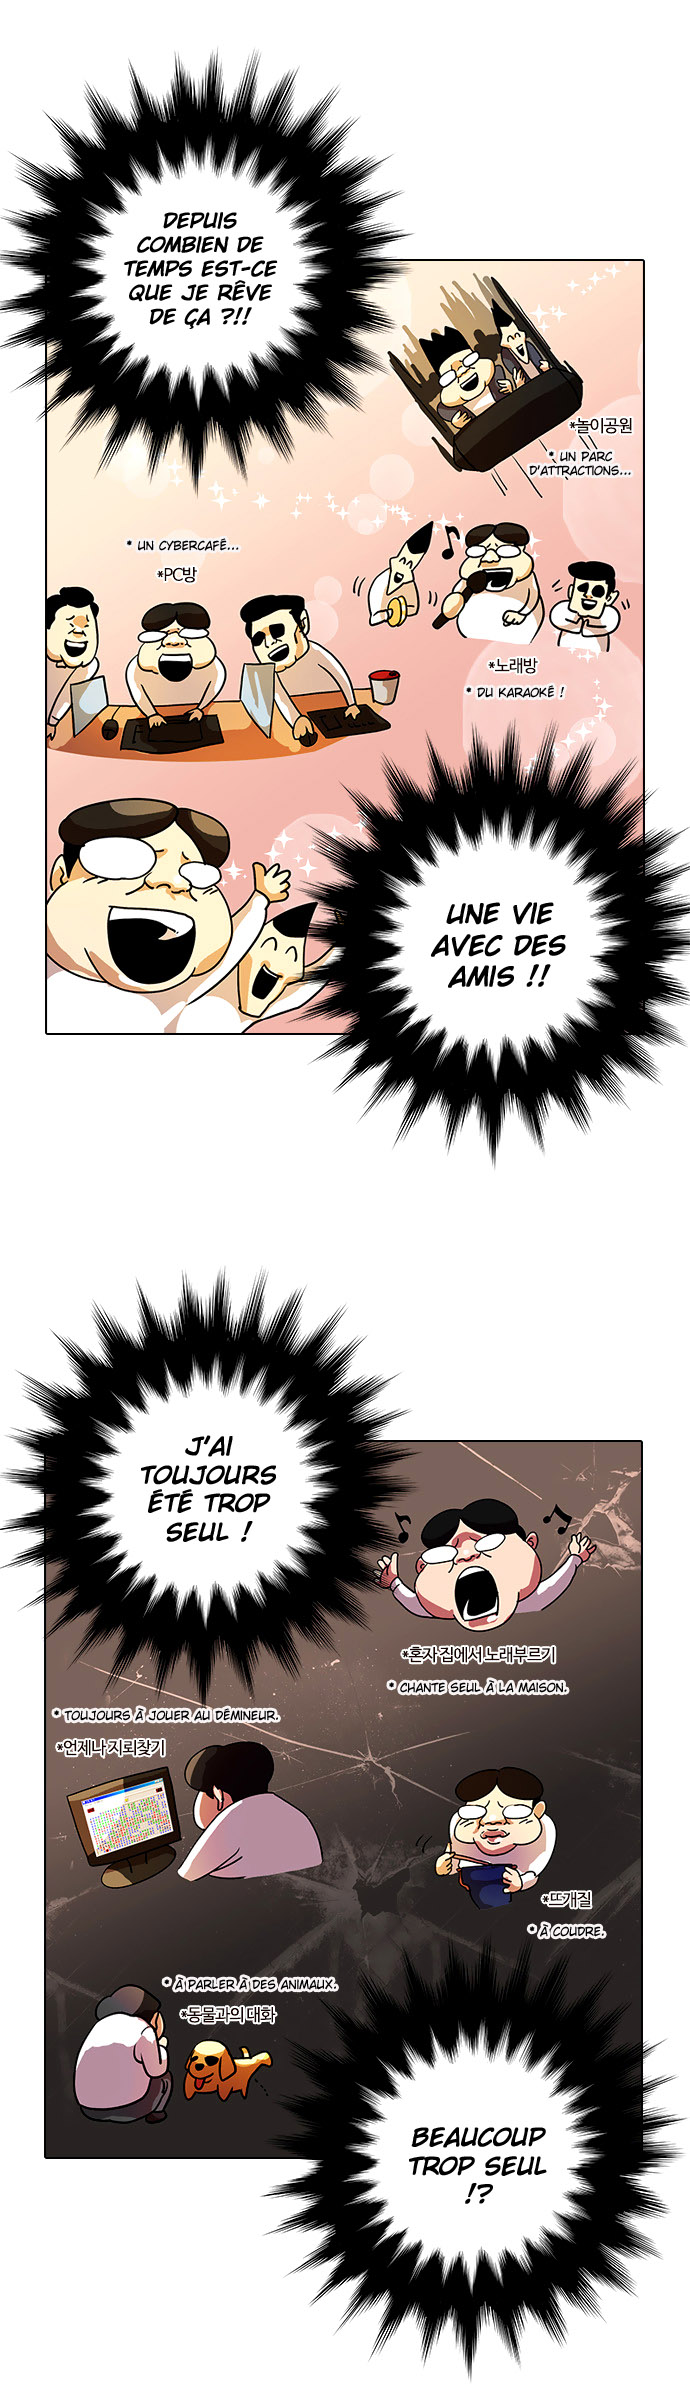 DEPUIS
COMBIEN DE
TEMPS EST-CE
QUE JE RÊVE
DE ÇA ?!!
*놀이공원
* UN PARC
D'ATTRACTIONS...
* UN CYBERCAFÉ...
*PC방
*노래방
* DU KARAOKÉ !
UNE VIE
AVEC DES
AMIS !!
J'AI
TOUJOURS
ÉTÉ TROP
SEUL !
*혼자 집에서 노래부르기
* CHANTE SEUL À LA MAISON.
* TOUJOURS À JOUER AU DÉMINEUR.
*언제나 지뢰찾기
*뜨개질
* À COUDRE.
* À PARLER À DES ANIMAUX.
*동물과의 대화
BEAUCOUP
TROP SEUL
!?